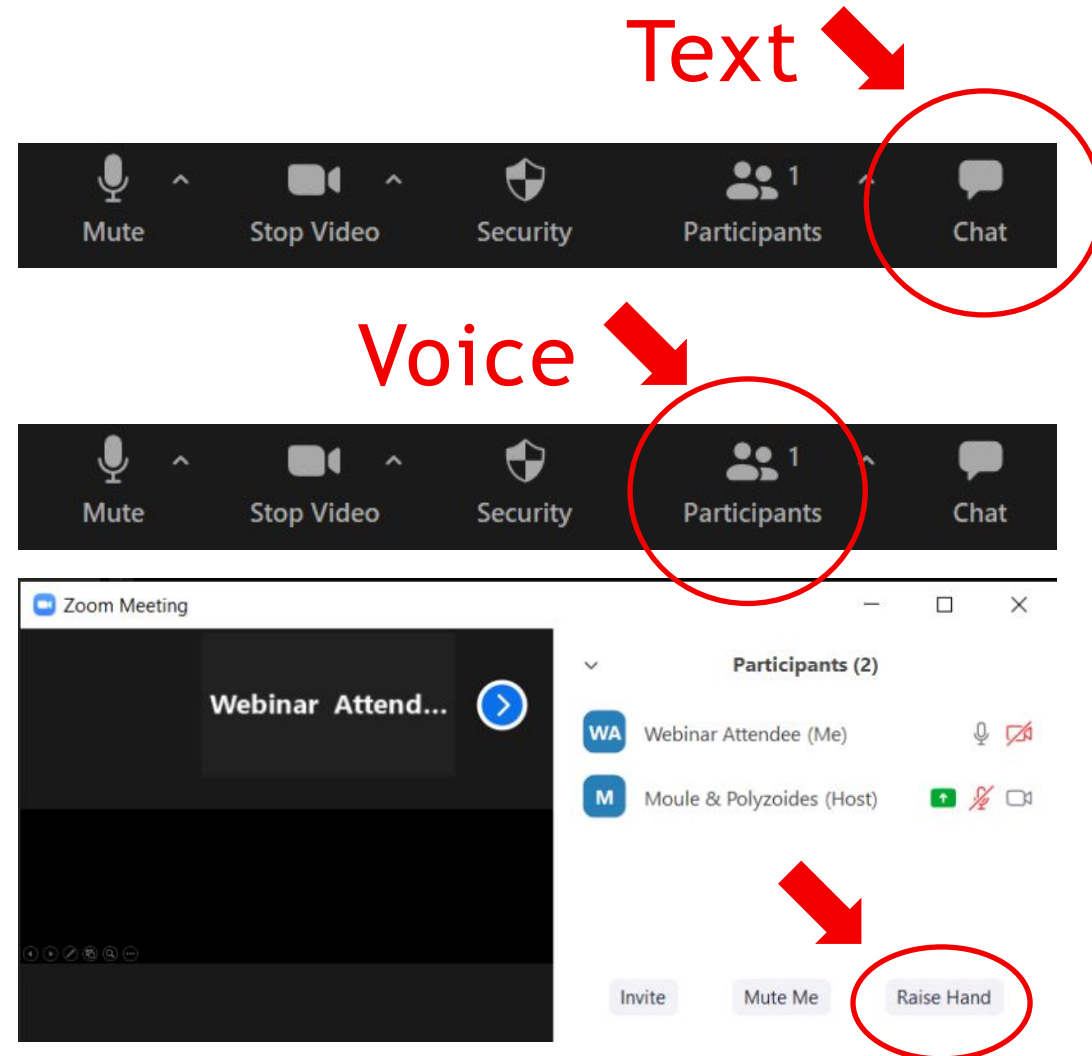 Text
1
Mute Stop Video Security Participants Chat
Voice
1
Mute Stop Video Security Participants Chat
Zoom Meeting
Participants (2)
Webinar Attend...
WA Webinar Attendee (Me)
M Moule & Polyzoides (Host)
Invite Mute Me Raise Hand